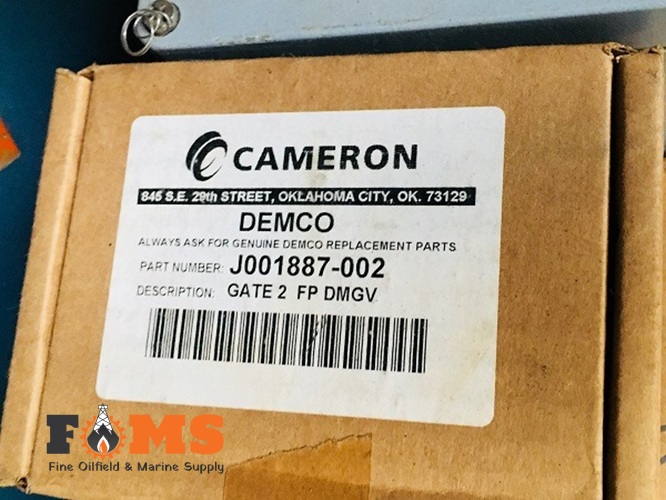 CAMERON
845 S.E. 29th STREET, OKLAHOMA CITY, OK. 73129
DEMCO
ALWAYS ASK FOR GENUINE DEMCO REPLACEMENT PARTS
PART NUMBER: J001887-002
DESCRIPTION: GATE 2 FP DMGV
FOMS
Fine Oilfield & Marine Supply